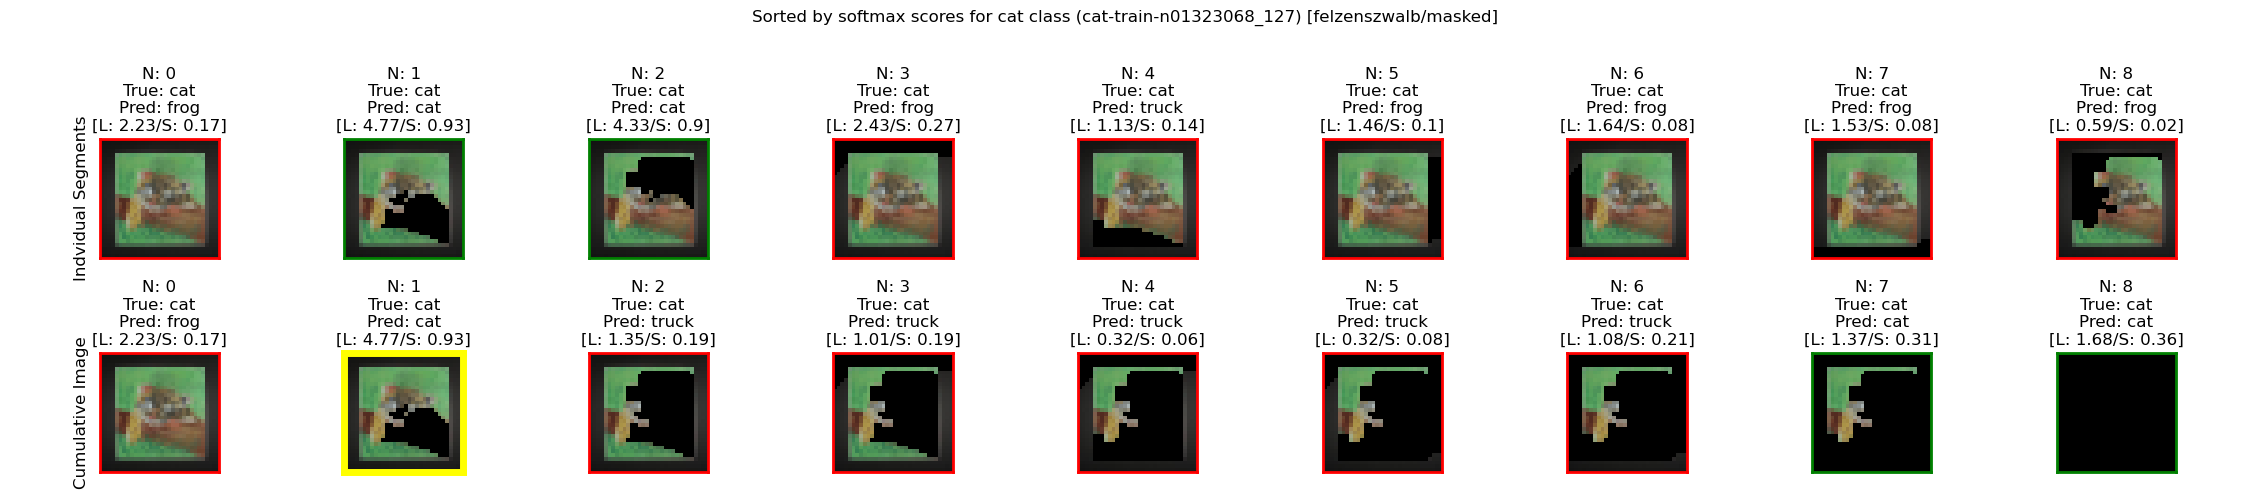 Sorted by softmax scores for cat class (cat-train-n01323068_127) [felzenszwalb/masked]
Indvidual Segments
N: 0
True: cat
Pred: frog
[L: 2.23/S: 0.17]
N: 1
True: cat
Pred: cat
[L: 4.77/S: 0.93]
N: 2
True: cat
Pred: cat
[L: 4.33/S: 0.9]
N: 3
True: cat
Pred: frog
[L: 2.43/S: 0.27]
N: 4
True: cat
Pred: truck
[L: 1.13/S: 0.14]
N: 5
True: cat
Pred: frog
[L: 1.46/S: 0.1]
N: 6
True: cat
Pred: frog
[L: 1.64/S: 0.08]
N: 7
True: cat
Pred: frog
[L: 1.53/S: 0.08]
N: 8
True: cat
Pred: frog
[L: 0.59/S: 0.02]
Cumulative Image
N: 0
True: cat
Pred: frog
[L: 2.23/S: 0.17]
N: 1
True: cat
Pred: cat
[L: 4.77/S: 0.93]
N: 2
True: cat
Pred: truck
[L: 1.35/S: 0.19]
N: 3
True: cat
Pred: truck
[L: 1.01/S: 0.19]
N: 4
True: cat
Pred: truck
[L: 0.32/S: 0.06]
N: 5
True: cat
Pred: truck
[L: 0.32/S: 0.08]
N: 6
True: cat
Pred: truck
[L: 1.08/S: 0.21]
N: 7
True: cat
Pred: cat
[L: 1.37/S: 0.31]
N: 8
True: cat
Pred: cat
[L: 1.68/S: 0.36]